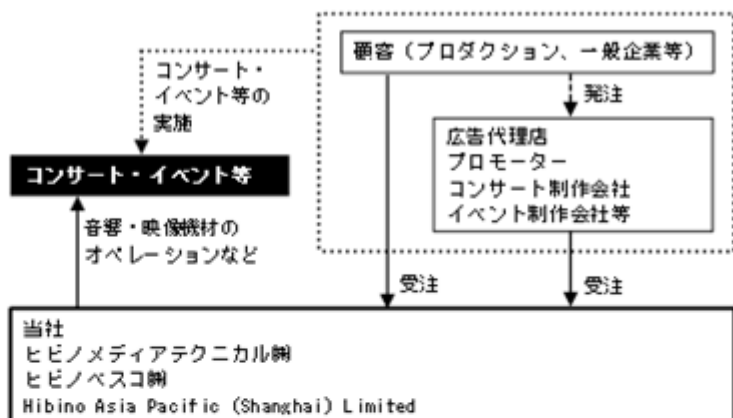 顧客（プロダクション、一般企業等）
コンサート・
イベント等の
実施
発注
広告代理店
プロモーター
コンサート制作会社
イベント制作会社等
コンサート・イベント等
音響・映像機材の
オペレーションなど
受注
受注
当社
ヒビノメディアテクニカル㈱
ヒビノベスコ㈱
Hibino Asia Pacific (Shanghai) Limited